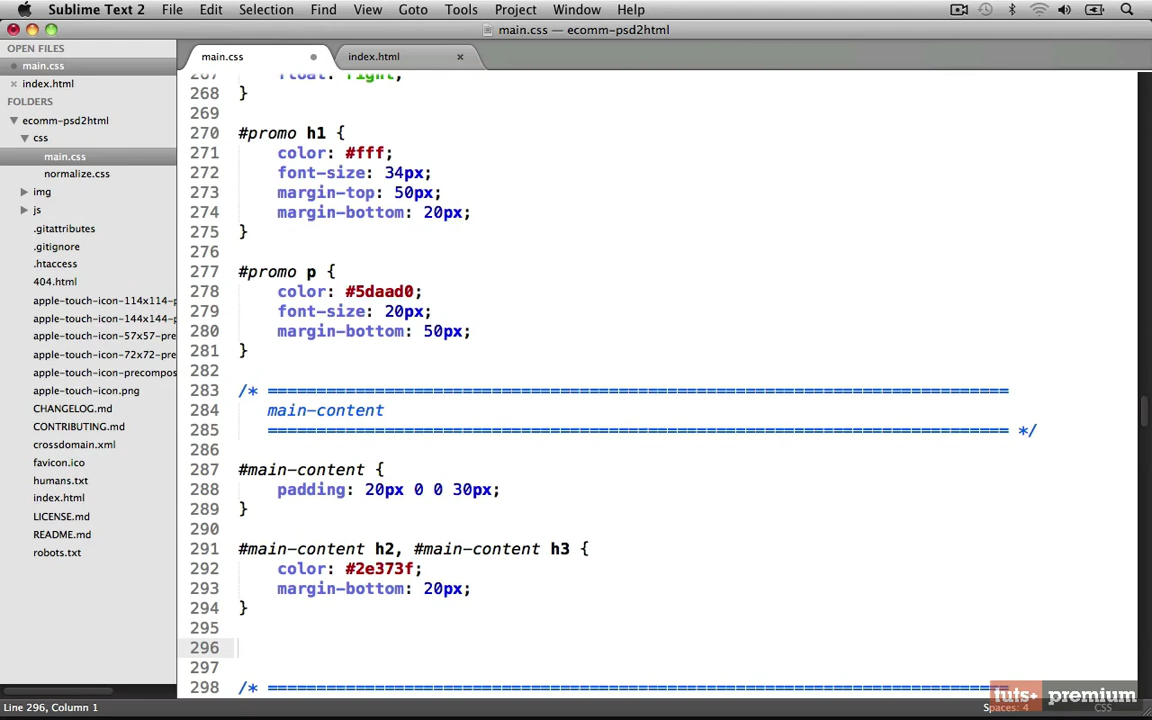 Sublime Text 2 File Edit Selection Find View Goto Tools Project Window Help
main.css — ecomm-psd2html
OPEN FILES
main.css
index.html
FOLDERS
ecomm-psd2html
css
main.css
normalize.css
img
js
.gitattributes
.gitignore
.htaccess
404.html
apple-touch-icon-114x114-p
apple-touch-icon-144x144-p
apple-touch-icon-57x57-pre
apple-touch-icon-72x72-pre
apple-touch-icon-precompos
apple-touch-icon.png
CHANGELOG.md
CONTRIBUTING.md
crossdomain.xml
favicon.ico
humans.txt
index.html
LICENSE.md
README.md
robots.txt
main.css index.html
267 float: right;
268 }
269
270 #promo h1 {
271 color: #fff;
272 font-size: 34px;
273 margin-top: 50px;
274 margin-bottom: 20px;
275 }
276
277 #promo p {
278 color: #5daad0;
279 font-size: 20px;
280 margin-bottom: 50px;
281 }
282
283 /* ============================================================================
284 main-content
285 ============================================================================ */
286
287 #main-content {
288 padding: 20px 0 0 30px;
289 }
290
291 #main-content h2, #main-content h3 {
292 color: #2e373f;
293 margin-bottom: 20px;
294 }
295
296
297
298 /* ============================================================================
tuts+ premium
Line 296, Column 1 Spaces: 4 CSS